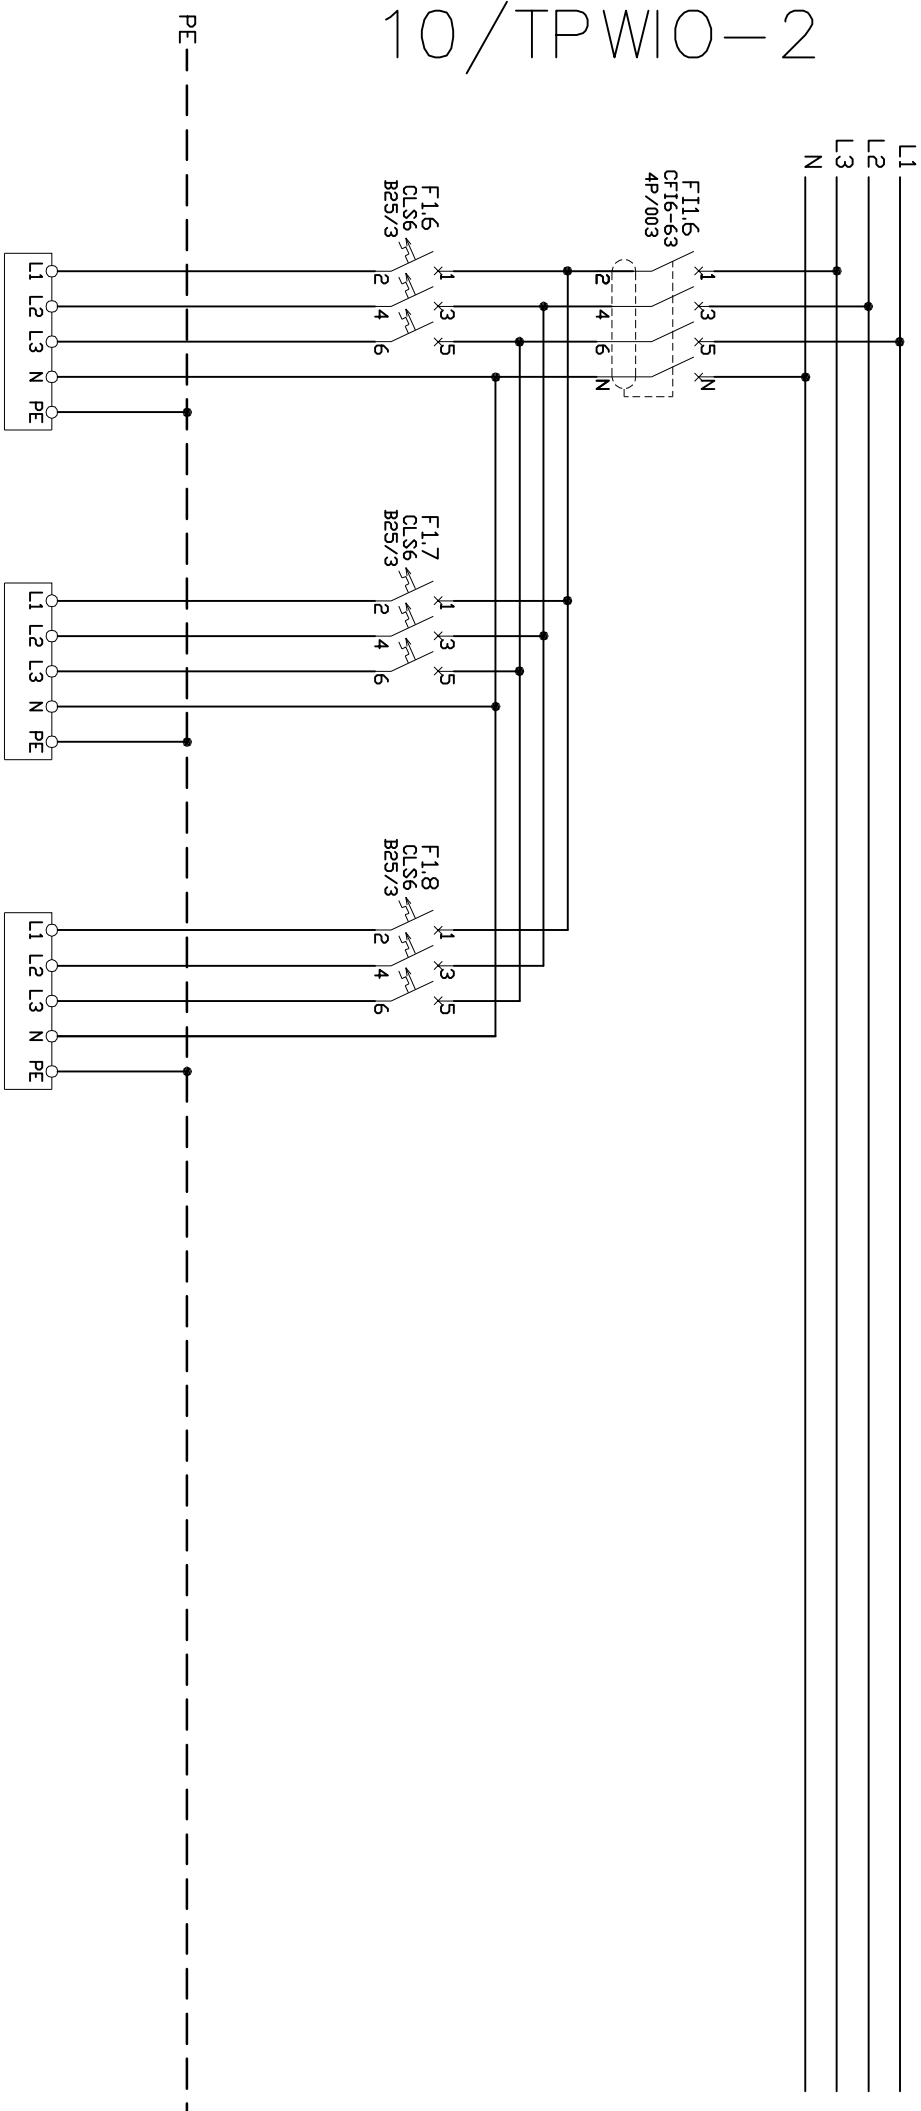 10/TPWIO-2
L1
L2
L3
N
FI1.6
CFI6-63
4P/003
1
3
5
N
2
4
6
N
F1.6
CLS6
B25/3
1
3
5
2
4
6
F1.7
CLS6
B25/3
1
3
5
2
4
6
F1.8
CLS6
B25/3
1
3
5
2
4
6
PE
L1 L2 L3 N PE
L1 L2 L3 N PE
L1 L2 L3 N PE